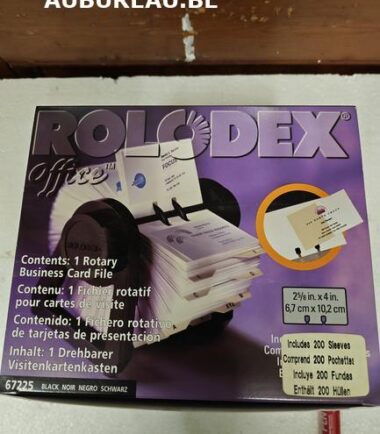 AUBUREAU.BE
ROLODEX®
Office™
Contents: 1 Rotary
Business Card File
Contenu: 1 Fichier rotatif
pour cartes de visite
Contenido: 1 Fichero rotativo
de tarjetas de presentación
Inhalt: 1 Drehbarer
Visitenkartenkasten
67225 BLACK NOIR NEGRO SCHWARZ
2⅝ in. x 4 in.
6,7 cm x 10,2 cm
Includes 200 Sleeves
Comprend 200 Pochettes
Incluye 200 Fundas
Enthält 200 Hüllen